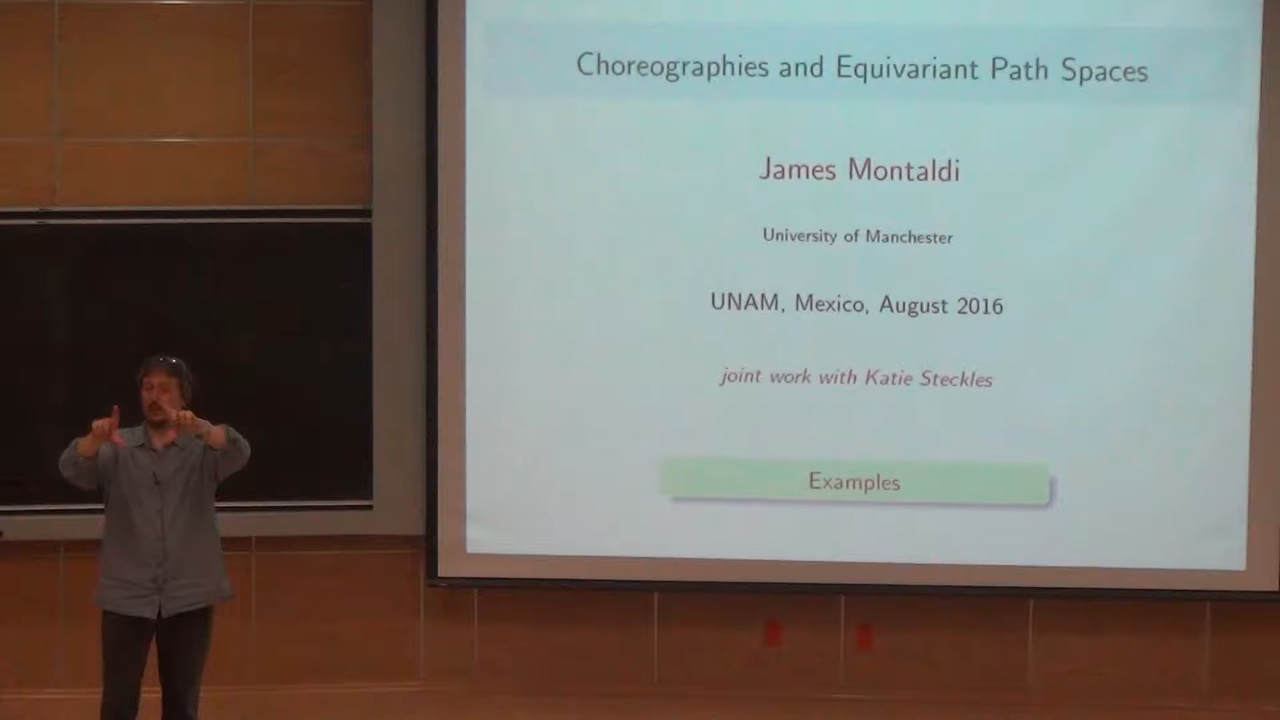 Choreographies and Equivariant Path Spaces
James Montaldi
University of Manchester
UNAM, Mexico, August 2016
joint work with Katie Steckles
Examples